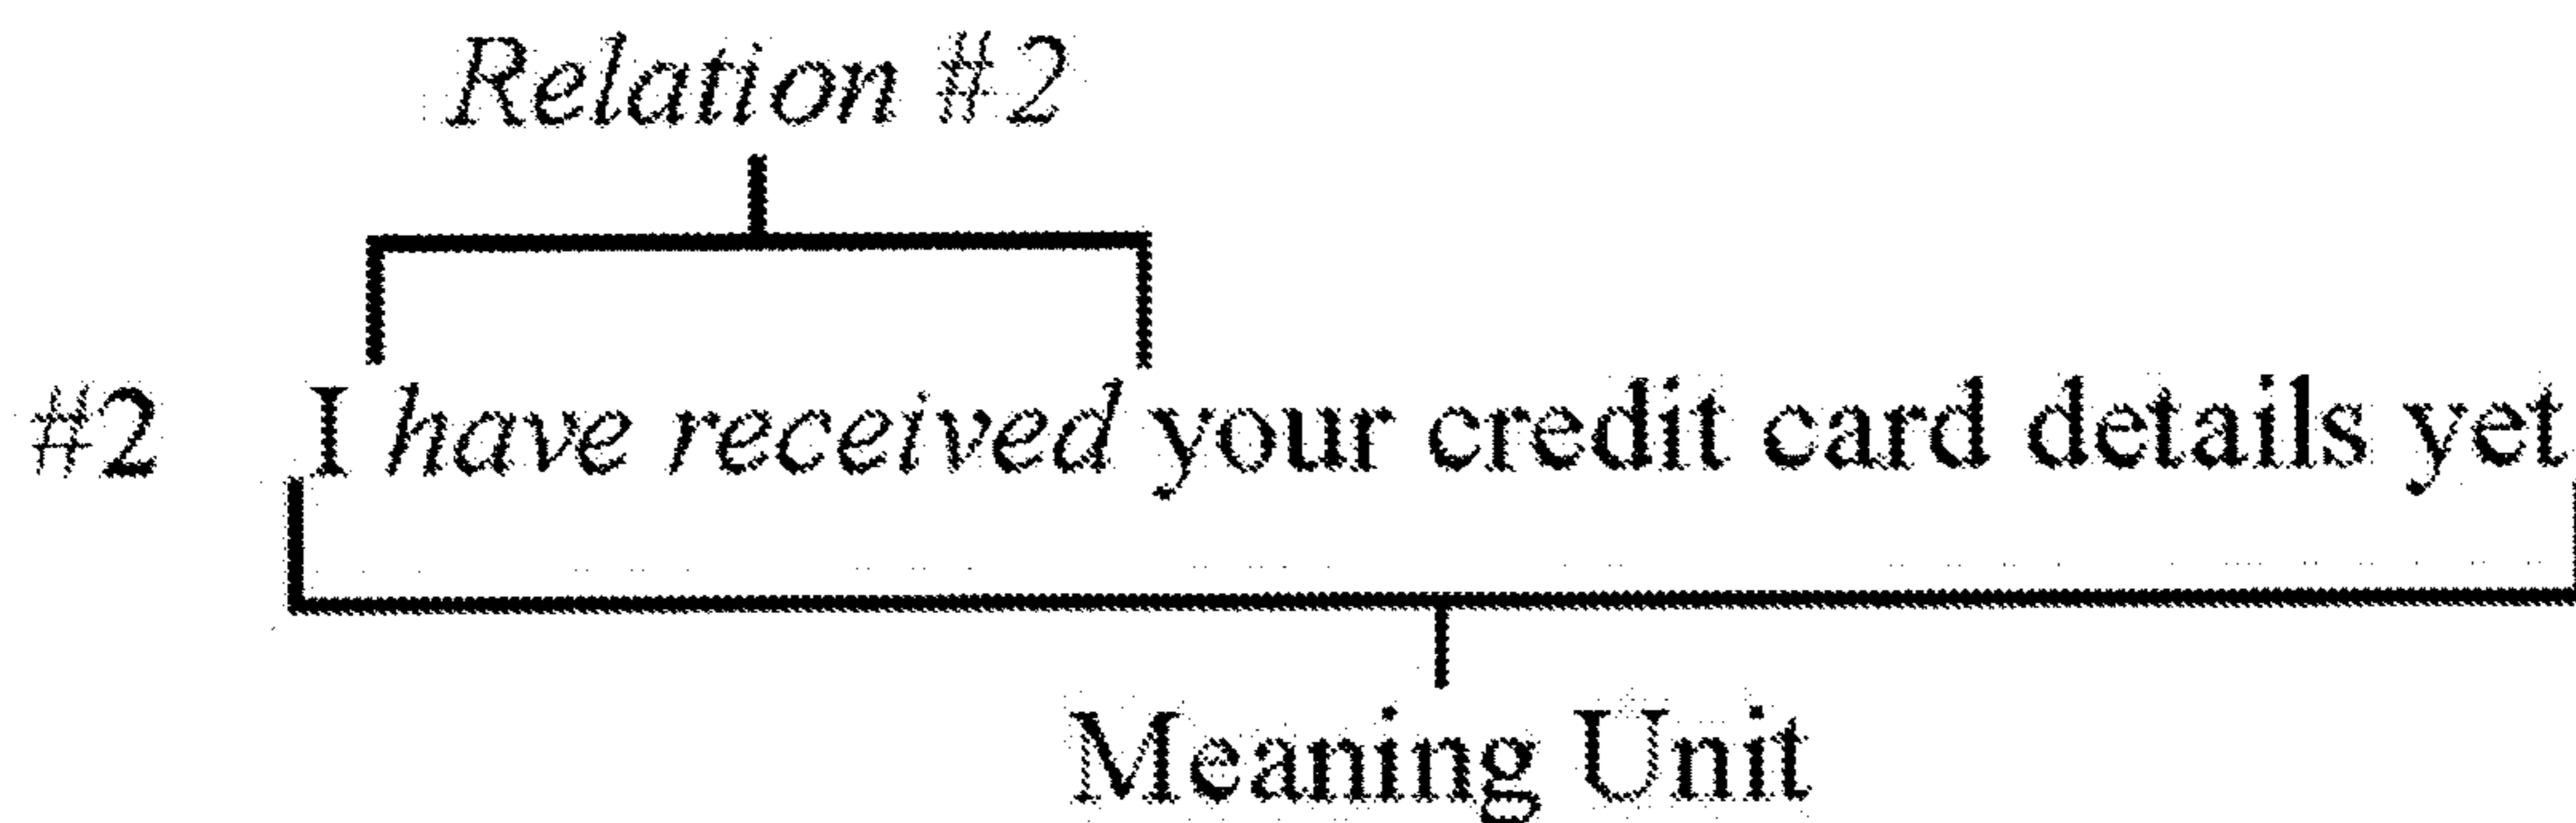 Relation #2
#2 I have received your credit card details yet
Meaning Unit